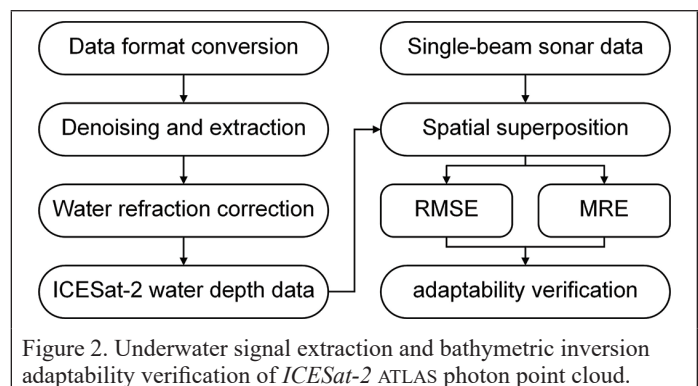 Data format conversion
Denoising and extraction
Water refraction correction
ICESat-2 water depth data
Single-beam sonar data
Spatial superposition
RMSE
MRE
adaptability verification
Figure 2. Underwater signal extraction and bathymetric inversion
adaptability verification of ICESat-2 ATLAS photon point cloud.